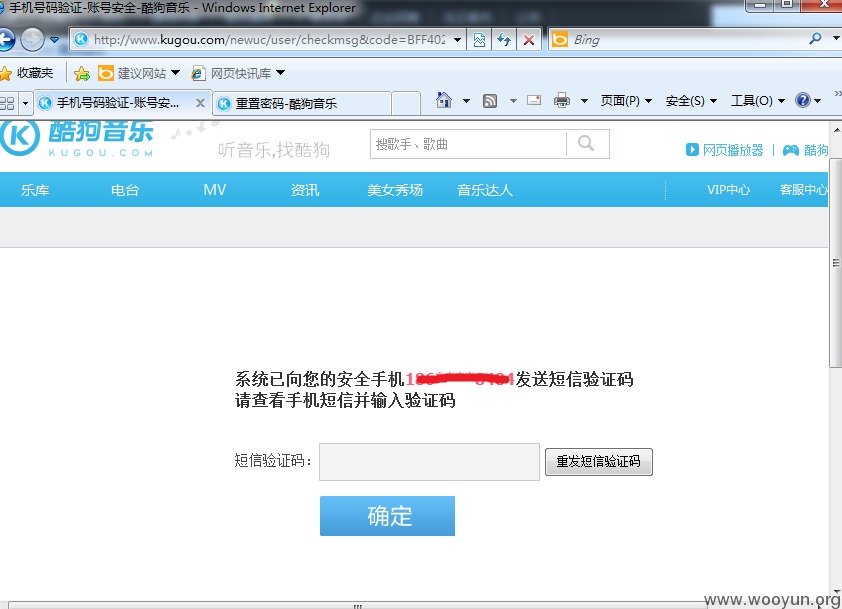 手机号码验证-账号安全-酷狗音乐 - Windows Internet Explorer
http://www.kugou.com/newuc/user/checkmsg&code=BFF402
Bing
收藏夹 建议网站 网页快讯库
手机号码验证-账号安... 重置密码-酷狗音乐 页面(P) 安全(S) 工具(O)
酷狗音乐
KUGOU.COM
听音乐,找酷狗
搜歌手、歌曲
网页播放器 酷狗
乐库 电台 MV 资讯 美女秀场 音乐达人 VIP中心 客服中心
系统已向您的安全手机 发送短信验证码
请查看手机短信并输入验证码
短信验证码： 重发短信验证码
确定
www.wooyun.org